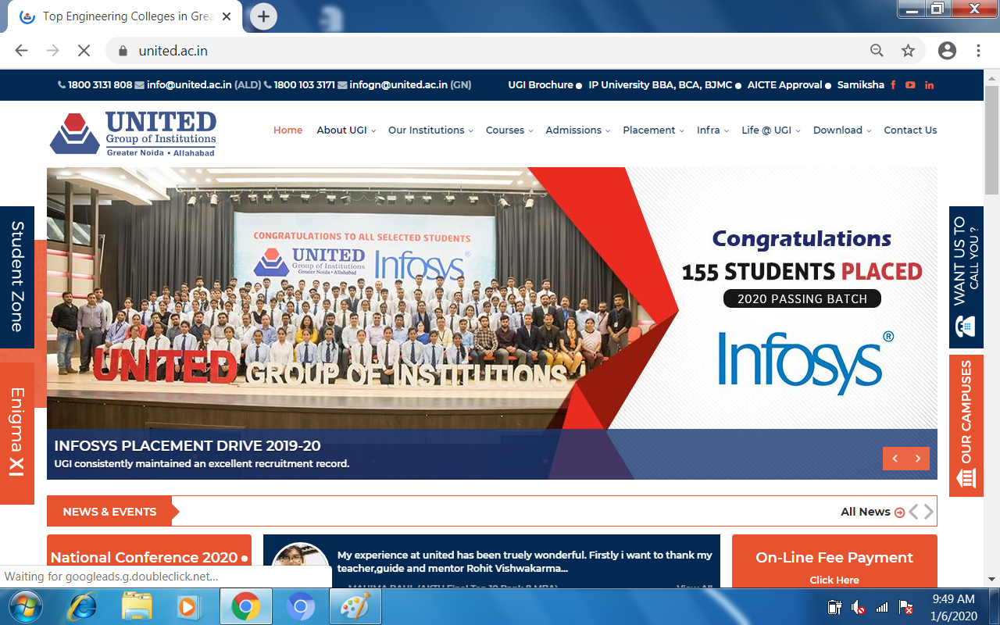 Top Engineering Colleges in Grea
united.ac.in
1800 3131 808 info@united.ac.in (ALD) 1800 103 3171 infogn@united.ac.in (GN) UGI Brochure IP University BBA, BCA, BJMC AICTE Approval Samiksha
UNITED
Group of Institutions
Greater Noida • Allahabad
Home About UGI Our Institutions Courses Admissions Placement Infra Life @ UGI Download Contact Us
CONGRATULATIONS TO ALL SELECTED STUDENTS
UNITED
Group of Institutions
Greater Noida • Allahabad
Infosys®
UNITED GROUP OF INSTITUTIONS
Congratulations
155 STUDENTS PLACED
2020 PASSING BATCH
Infosys®
Student Zone
Enigma XI
WANT US TO
CALL YOU ?
OUR CAMPUSES
INFOSYS PLACEMENT DRIVE 2019-20
UGI consistently maintained an excellent recruitment record.
NEWS & EVENTS
All News
National Conference 2020
My experience at united has been truely wonderful. Firstly i want to thank my
teacher,guide and mentor Rohit Vishwakarma...
View All
On-Line Fee Payment
Click Here
Waiting for googleads.g.doubleclick.net...
9:49 AM
1/6/2020